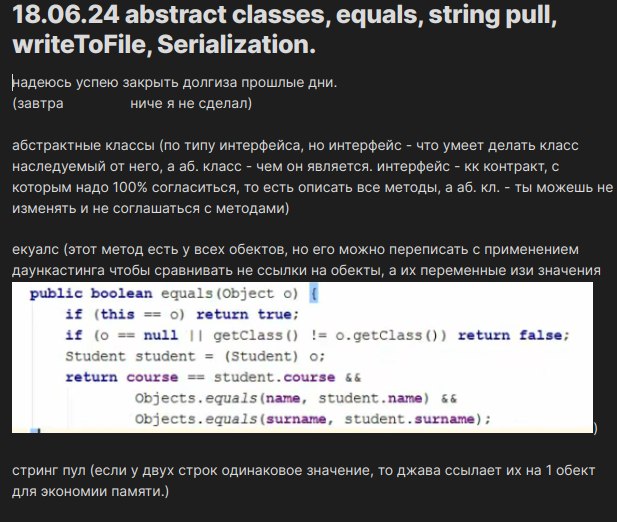 18.06.24 abstract classes, equals, string pull,
writeToFile, Serialization.
надеюсь успею закрыть долгиза прошлые дни.
(завтра ниче я не сделал)
абстрактные классы (по типу интерфейса, но интерфейс - что умеет делать класс
наследуемый от него, а аб. класс - чем он является. интерфейс - кк контракт, с
которым надо 100% согласиться, то есть описать все методы, а аб. кл. - ты можешь не
изменять и не соглашаться с методами)
екуалс (этот метод есть у всех обектов, но его можно переписать с применением
даункастинга чтобы сравнивать не ссылки на обекты, а их переменные изи значения
public boolean equals(Object o) {
if (this == o) return true;
if (o == null || getClass() != o.getClass()) return false;
Student student = (Student) o;
return course == student.course &&
Objects.equals(name, student.name) &&
Objects.equals(surname, student.surname);
)
стринг пул (если у двух строк одинаковое значение, то джава ссылает их на 1 обект
для экономии памяти.)